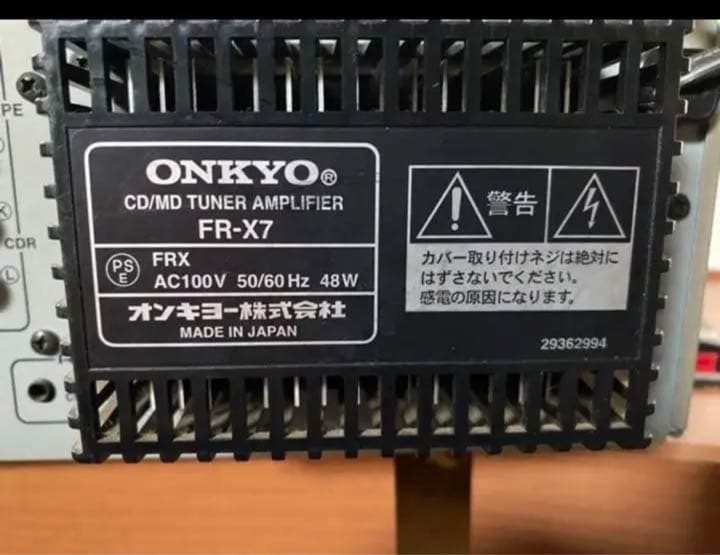 PE
CDR
L
ONKYO®
CD/MD TUNER AMPLIFIER
FR-X7
PS
E
FRX
AC100V 50/60Hz 48W
オンキヨー株式会社
MADE IN JAPAN
警告
カバー取り付けネジは絶対に
はずさないでください。
感電の原因になります。
29362994